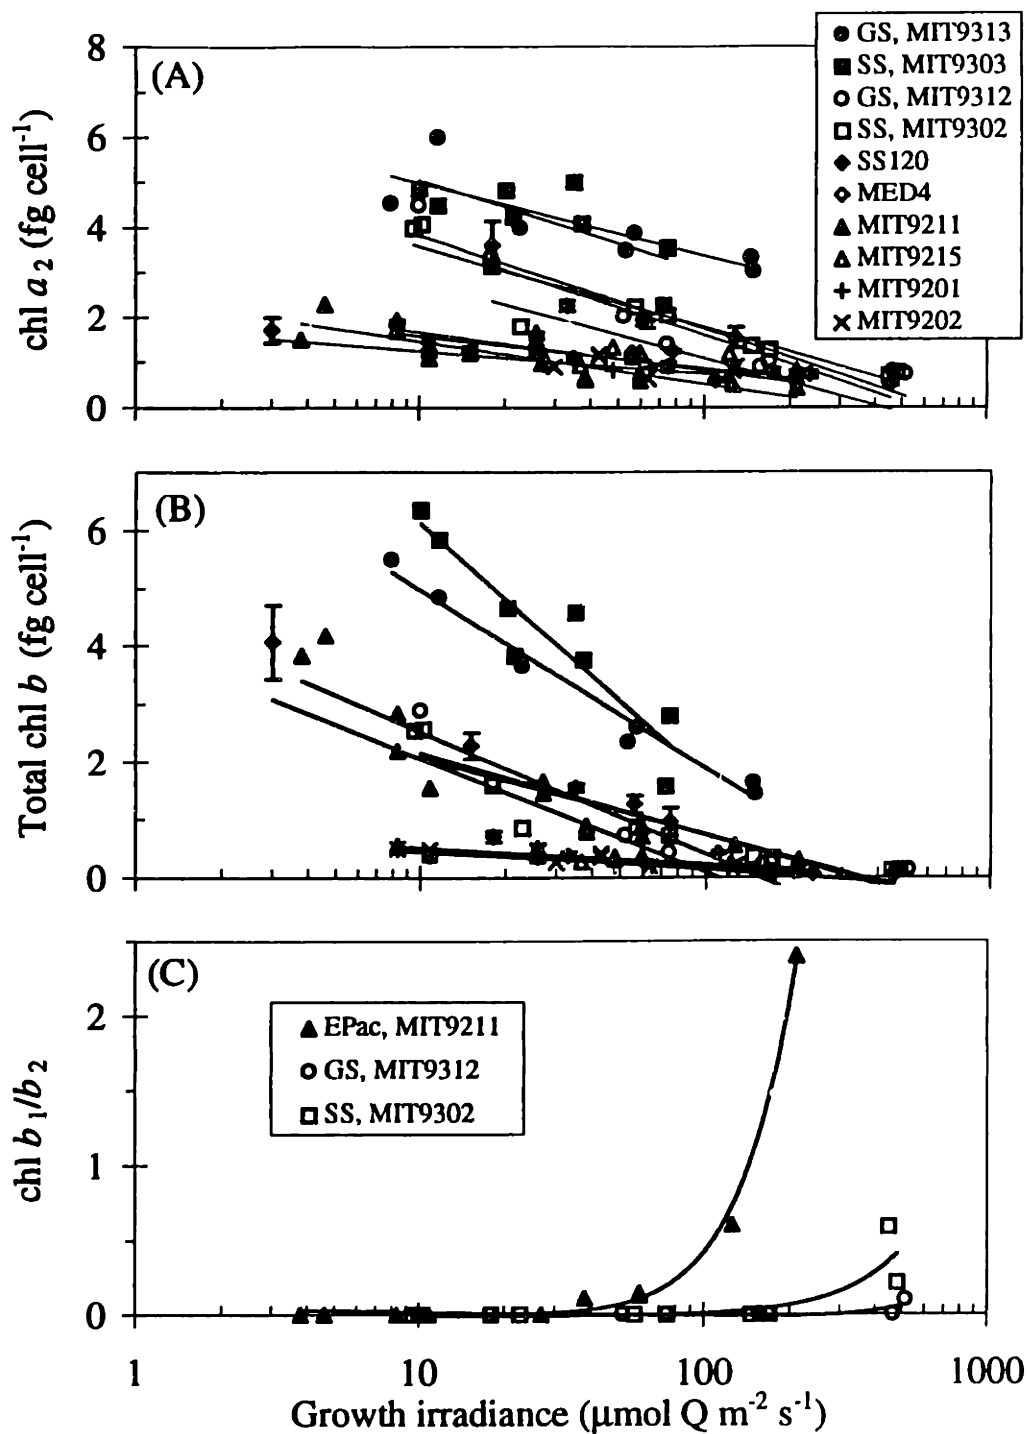 GS, MIT9313
SS, MIT9303
GS, MIT9312
SS, MIT9302
SS120
MED4
MIT9211
MIT9215
MIT9201
MIT9202
(A)
8
6
4
2
0
chl a₂ (fg cell⁻¹)
(B)
6
4
2
0
Total chl b (fg cell⁻¹)
(C)
EPac, MIT9211
GS, MIT9312
SS, MIT9302
2
1
0
chl b₁/b₂
1 10 100 1000
Growth irradiance (μmol Q m⁻² s⁻¹)